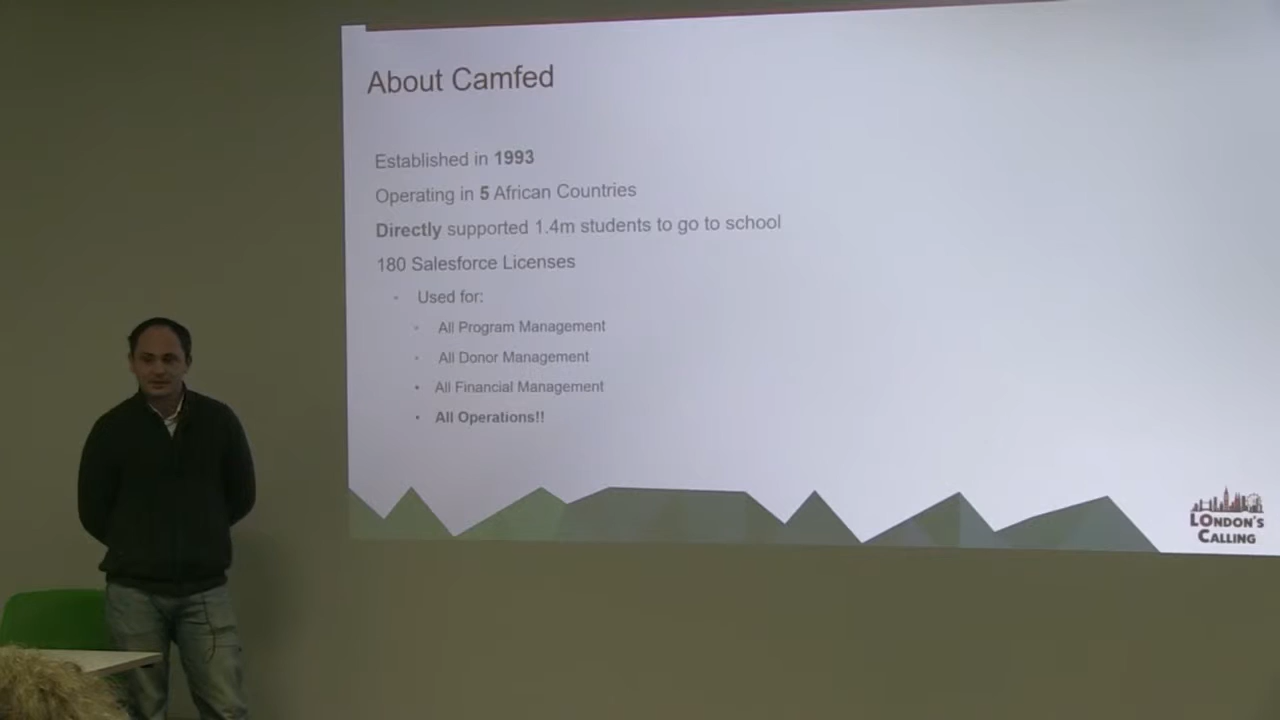 About Camfed
Established in 1993
Operating in 5 African Countries
Directly supported 1.4m students to go to school
180 Salesforce Licenses
Used for:
All Program Management
All Donor Management
All Financial Management
All Operations!!
LONDON'S
CALLING